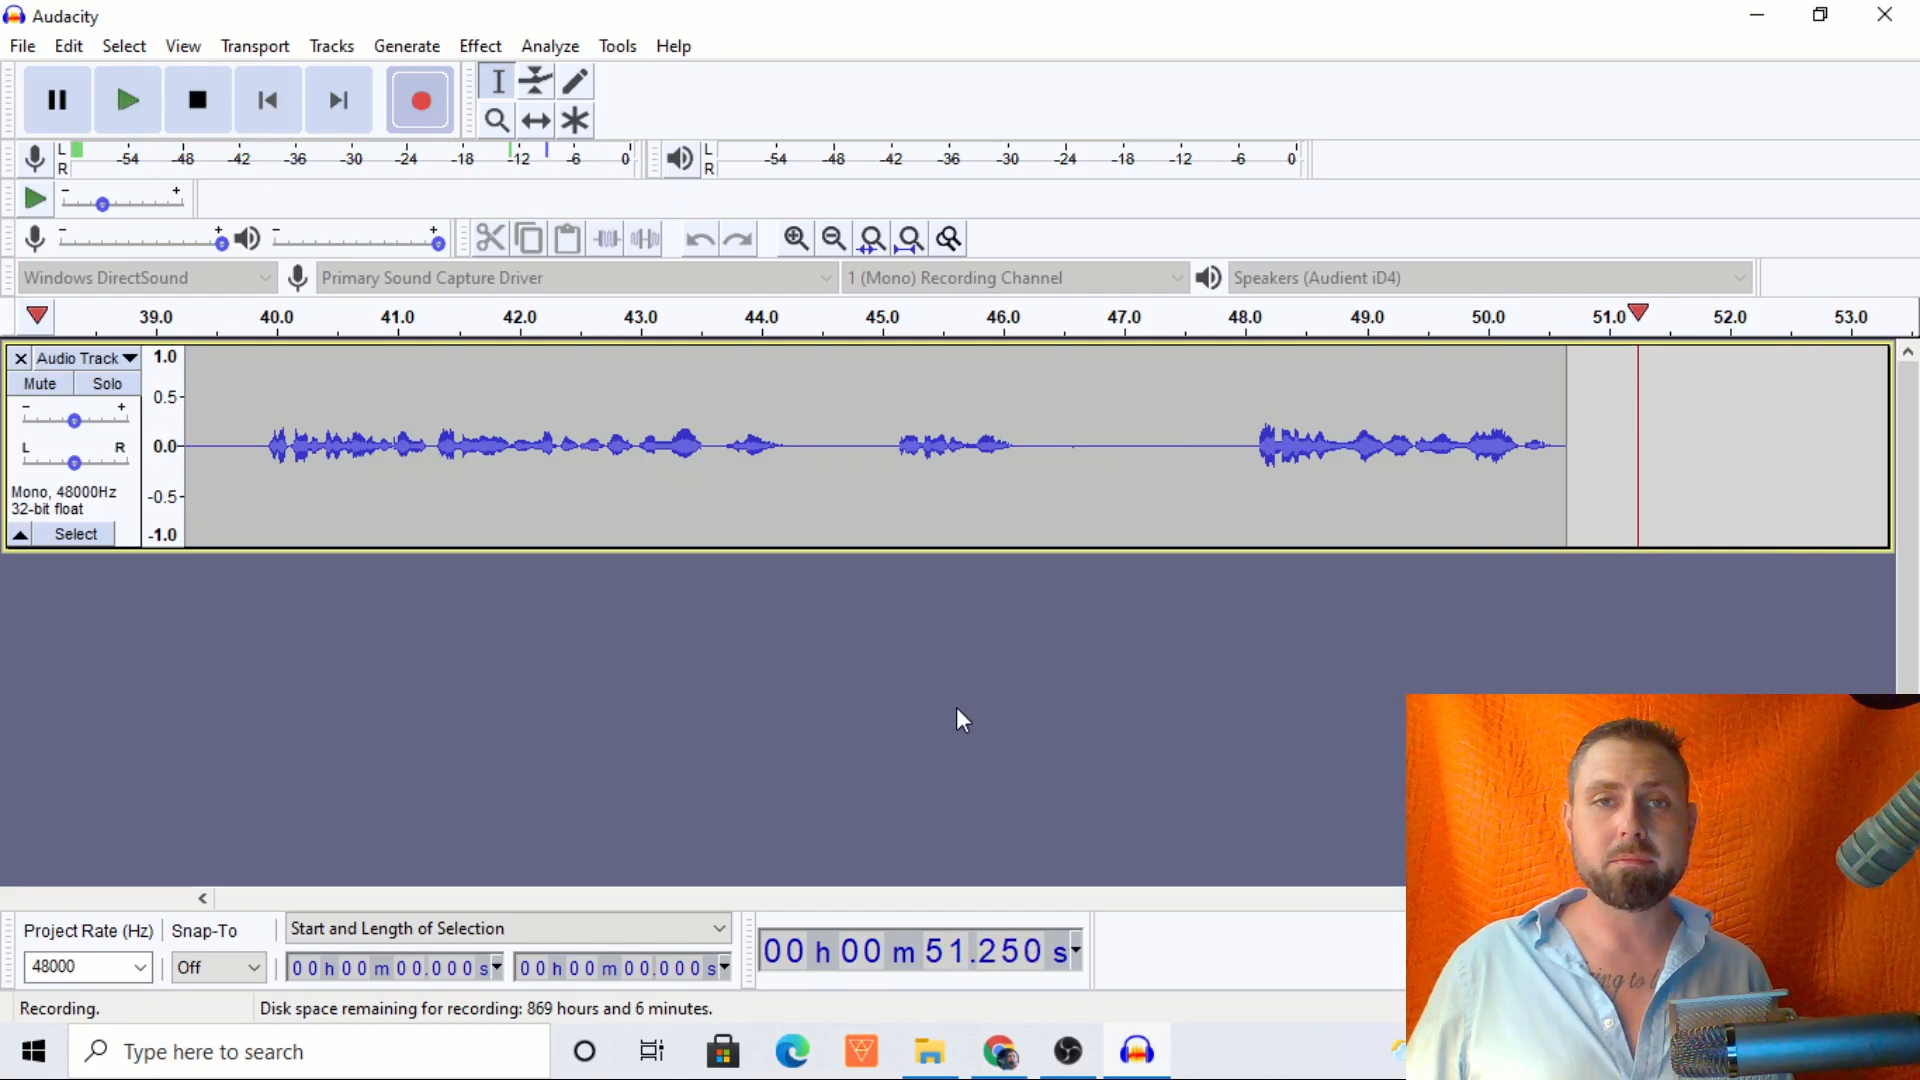 Audacity
File Edit Select View Transport Tracks Generate Effect Analyze Tools Help
L R -54 -48 -42 -36 -30 -24 -18 -12 -6 0 L R -54 -48 -42 -36 -30 -24 -18 -12 -6 0
- +
- + - +
Windows DirectSound Primary Sound Capture Driver 1 (Mono) Recording Channel Speakers (Audient iD4)
39.0 40.0 41.0 42.0 43.0 44.0 45.0 46.0 47.0 48.0 49.0 50.0 51.0 52.0 53.0
Audio Track 1.0
Mute Solo
0.5
- +
L R 0.0
Mono, 48000Hz -0.5
32-bit float
Select -1.0
Project Rate (Hz) Snap-To Start and Length of Selection
48000 Off 00 h 00 m 00.000 s 00 h 00 m 00.000 s 00 h 00 m 51.250 s
Recording. Disk space remaining for recording: 869 hours and 6 minutes.
Type here to search